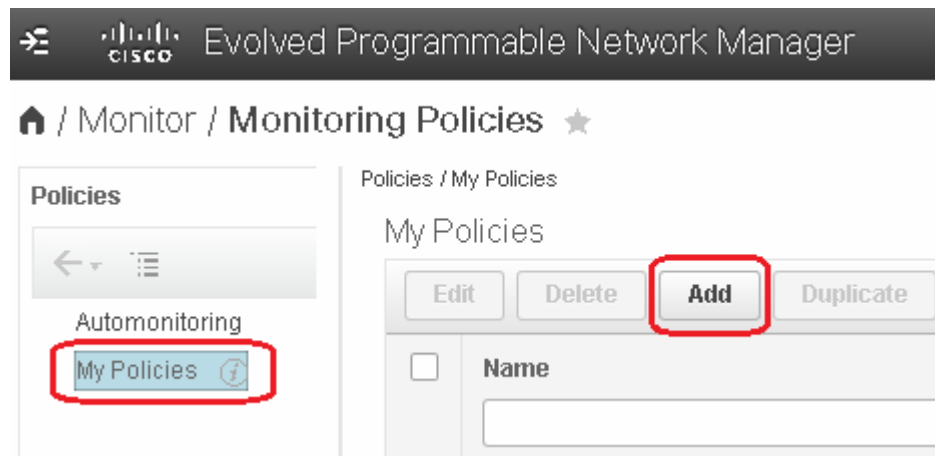 cisco Evolved Programmable Network Manager
/ Monitor / Monitoring Policies
Policies
Automonitoring
My Policies
Policies / My Policies
My Policies
Edit Delete Add Duplicate
Name